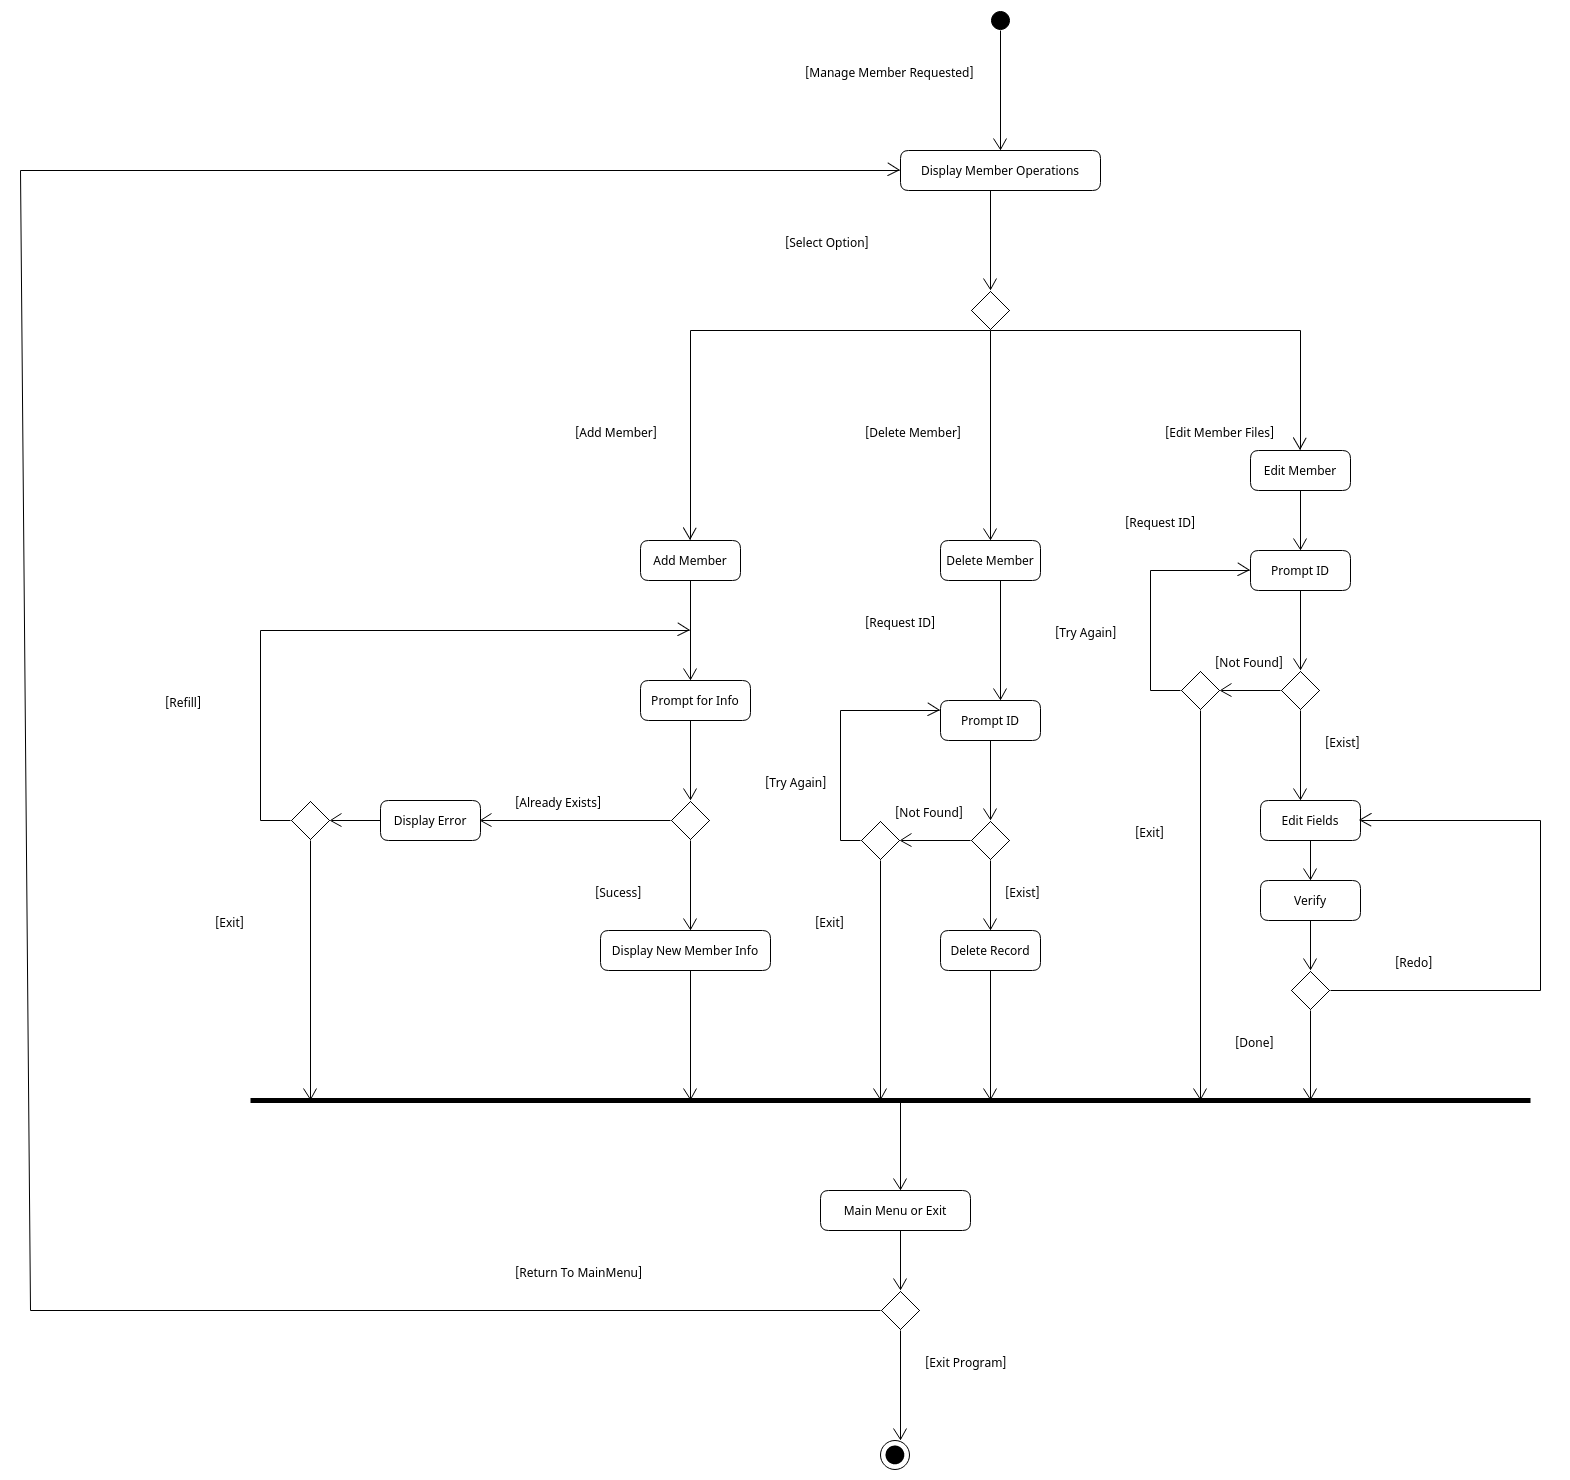 [Manage Member Requested]
Display Member Operations
[Select Option]
[Add Member]
[Delete Member]
[Edit Member Files]
Edit Member
[Request ID]
Add Member
Delete Member
Prompt ID
[Request ID]
[Try Again]
[Not Found]
[Refill]
Prompt for Info
Prompt ID
[Exist]
[Try Again]
[Already Exists]
[Not Found]
Display Error
Edit Fields
[Exit]
[Sucess]
[Exist]
Verify
[Exit]
[Exit]
Display New Member Info
Delete Record
[Redo]
[Done]
Main Menu or Exit
[Return To MainMenu]
[Exit Program]